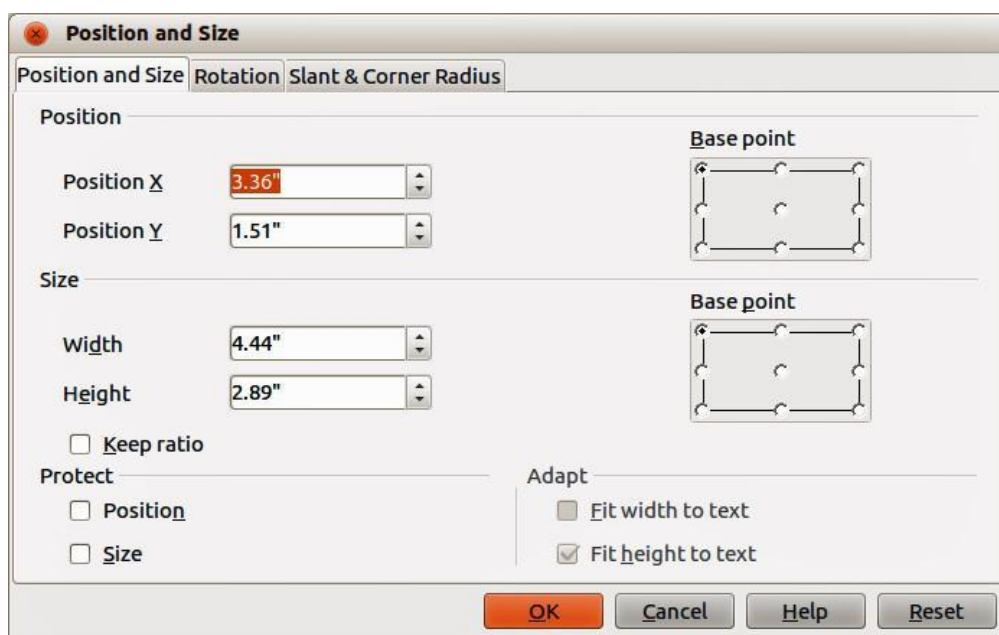 Position and Size
Position and Size Rotation Slant & Corner Radius
Position
Base point
Position X 3.36"
Position Y 1.51"
Size
Base point
Width 4.44"
Height 2.89"
Keep ratio
Protect Adapt
Position Fit width to text
Size Fit height to text
OK Cancel Help Reset